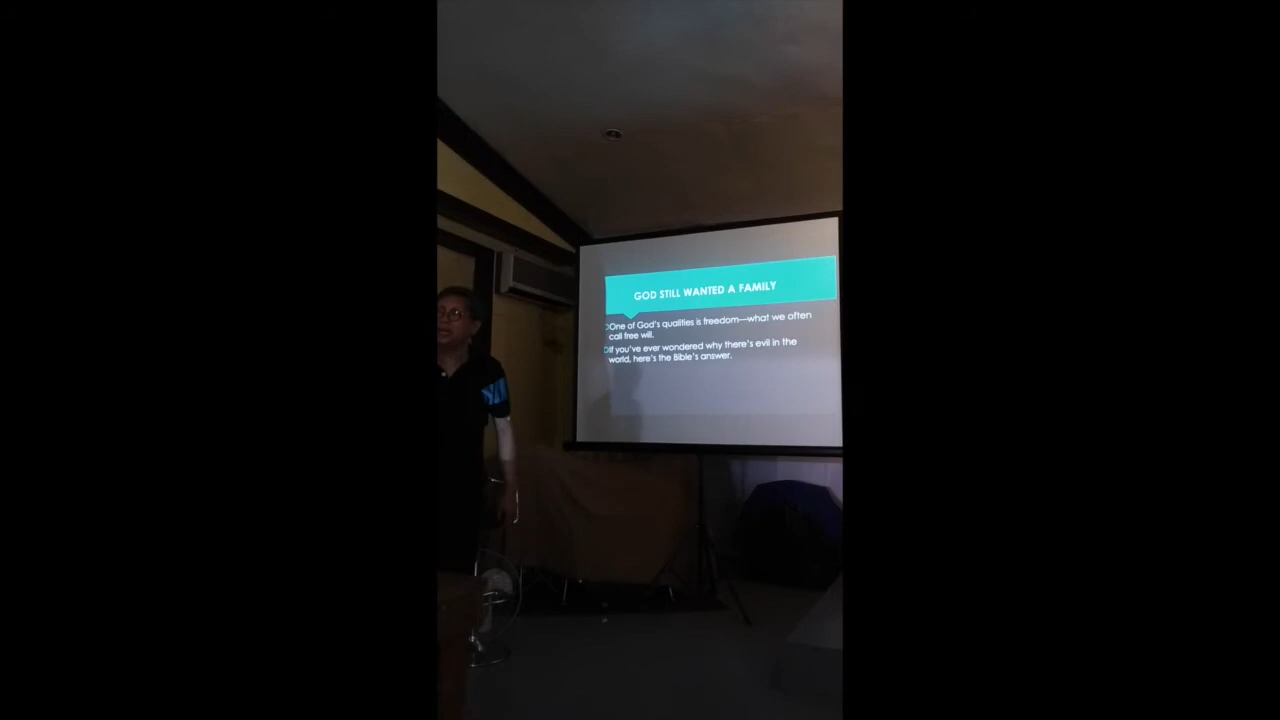 GOD STILL WANTED A FAMILY
One of God's qualities is freedom—what we often
call free will.
If you've ever wondered why there's evil in the
world, here's the Bible's answer.